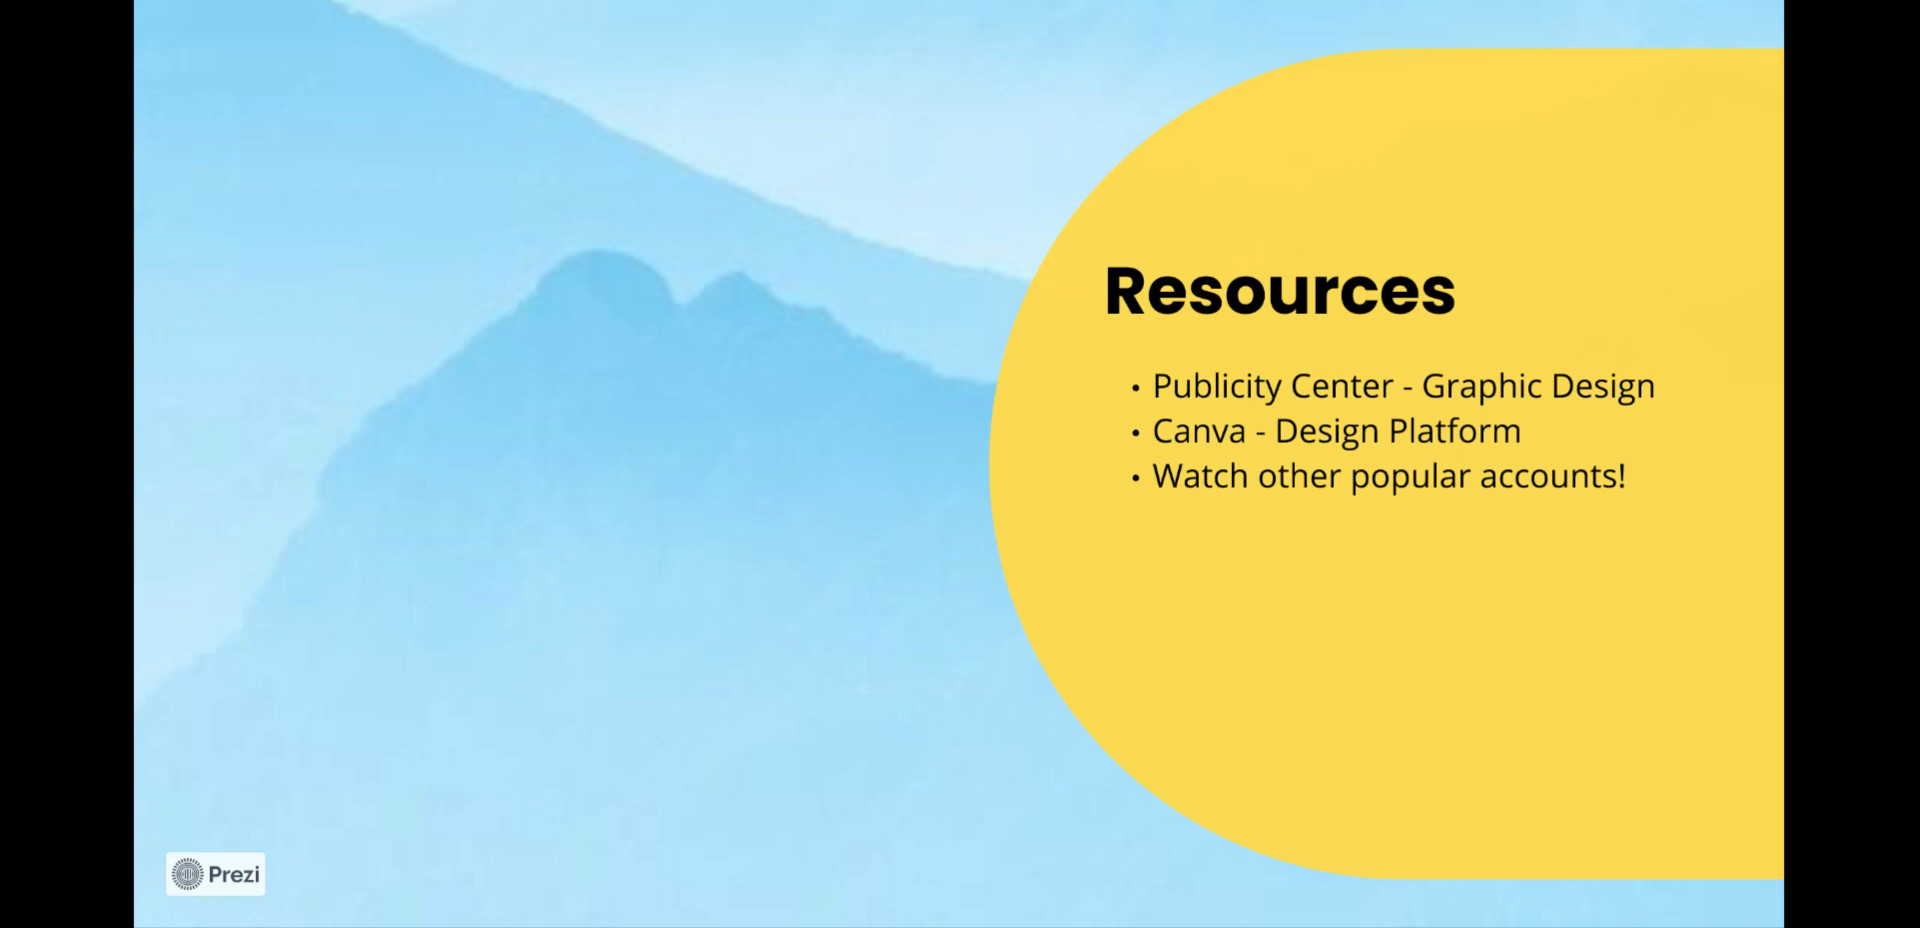 Resources
• Publicity Center - Graphic Design
• Canva - Design Platform
• Watch other popular accounts!
Prezi